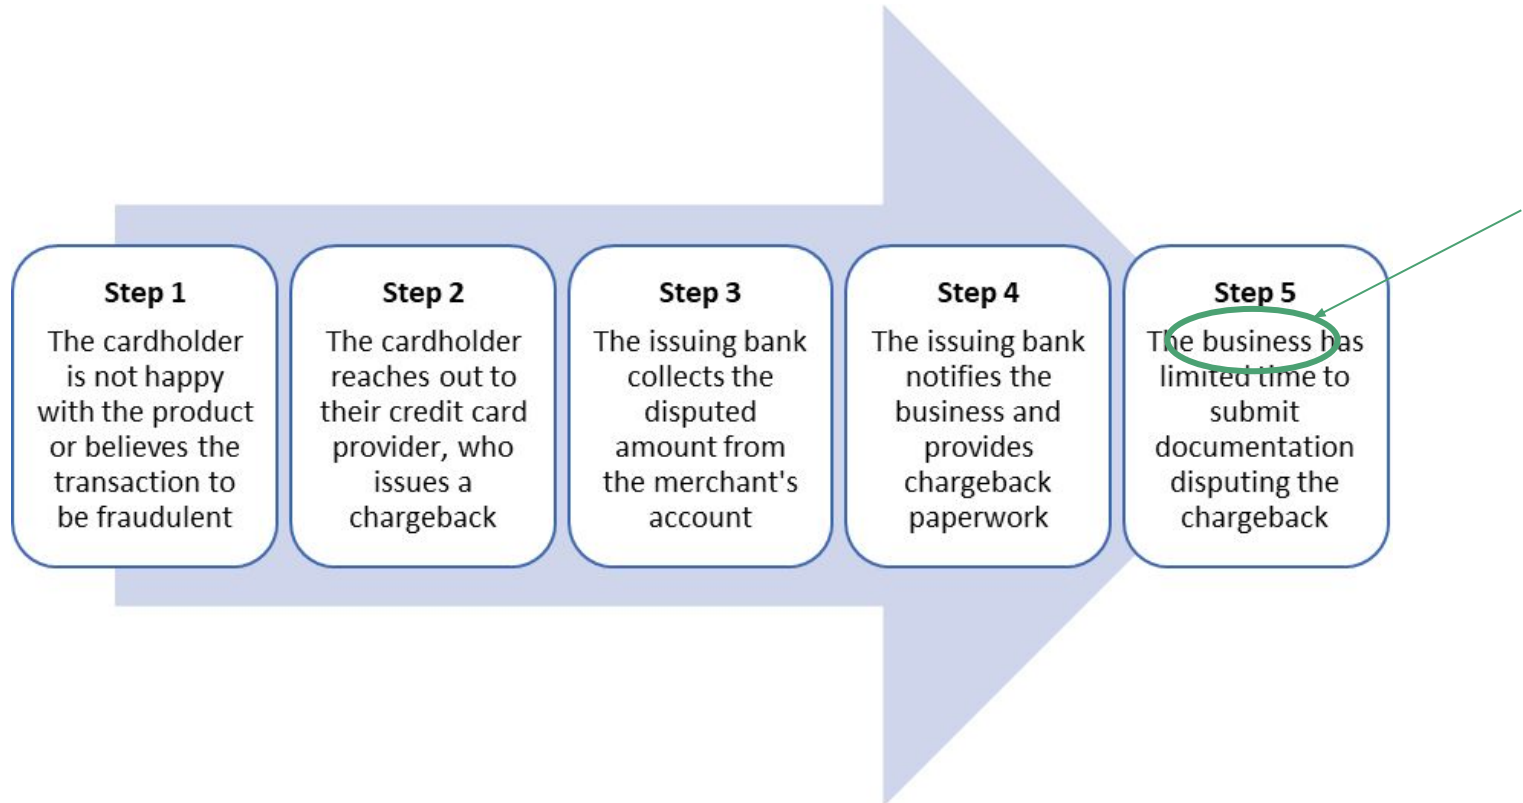 Step 1
The cardholder
is not happy
with the product
or believes the
transaction to
be fraudulent
Step 2
The cardholder
reaches out to
their credit card
provider, who
issues a
chargeback
Step 3
The issuing bank
collects the
disputed
amount from
the merchant's
account
Step 4
The issuing bank
notifies the
business and
provides
chargeback
paperwork
Step 5
The business has
limited time to
submit
documentation
disputing the
chargeback